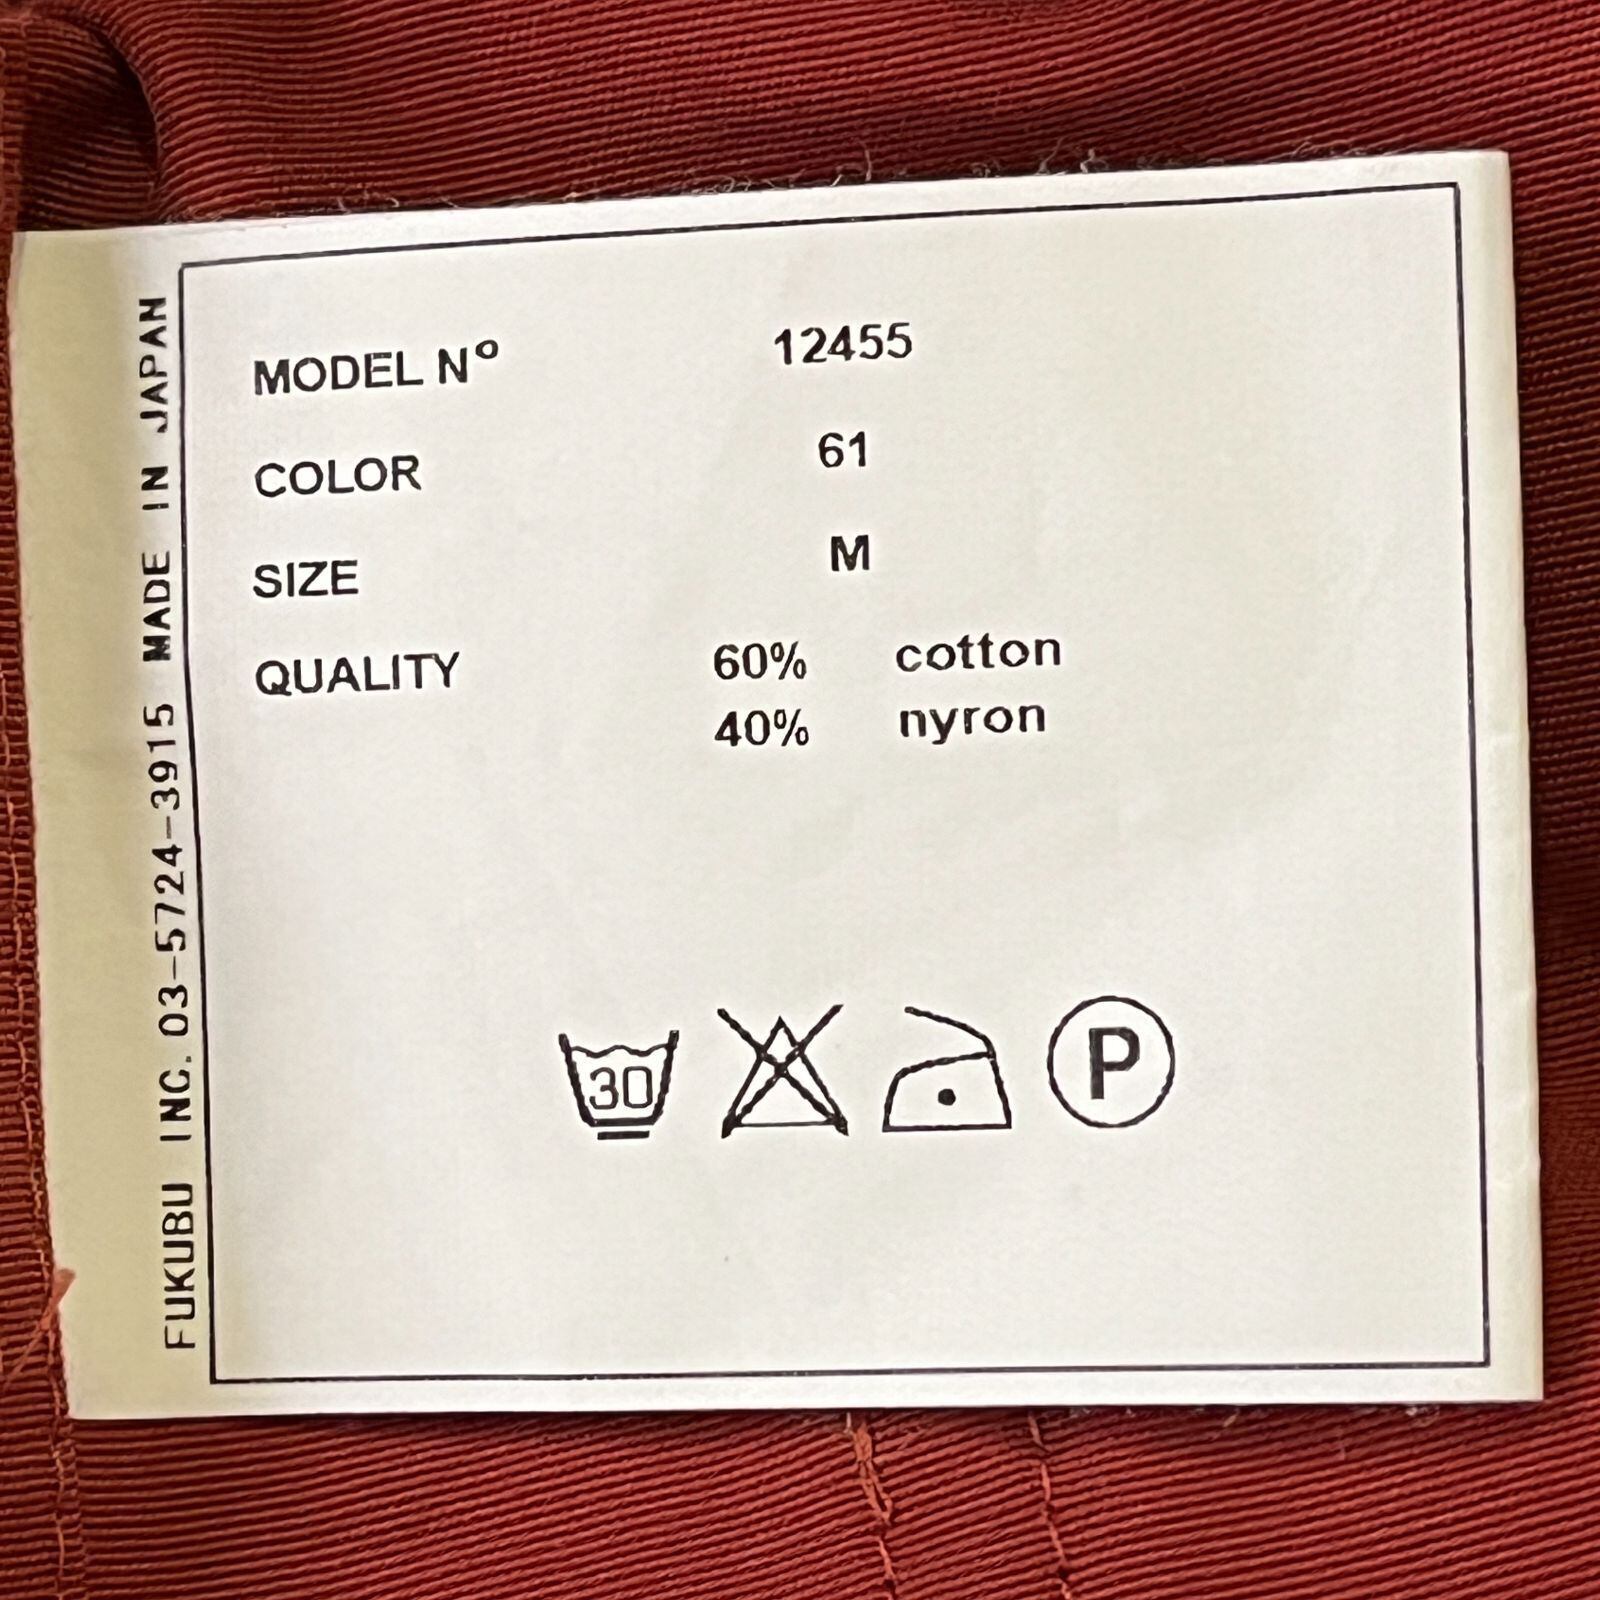 MODEL Nº 12455
COLOR 61
SIZE M
QUALITY 60% cotton
40% nyron
30
P
FUKUBU INC. 03-5724-3915 MADE IN JAPAN